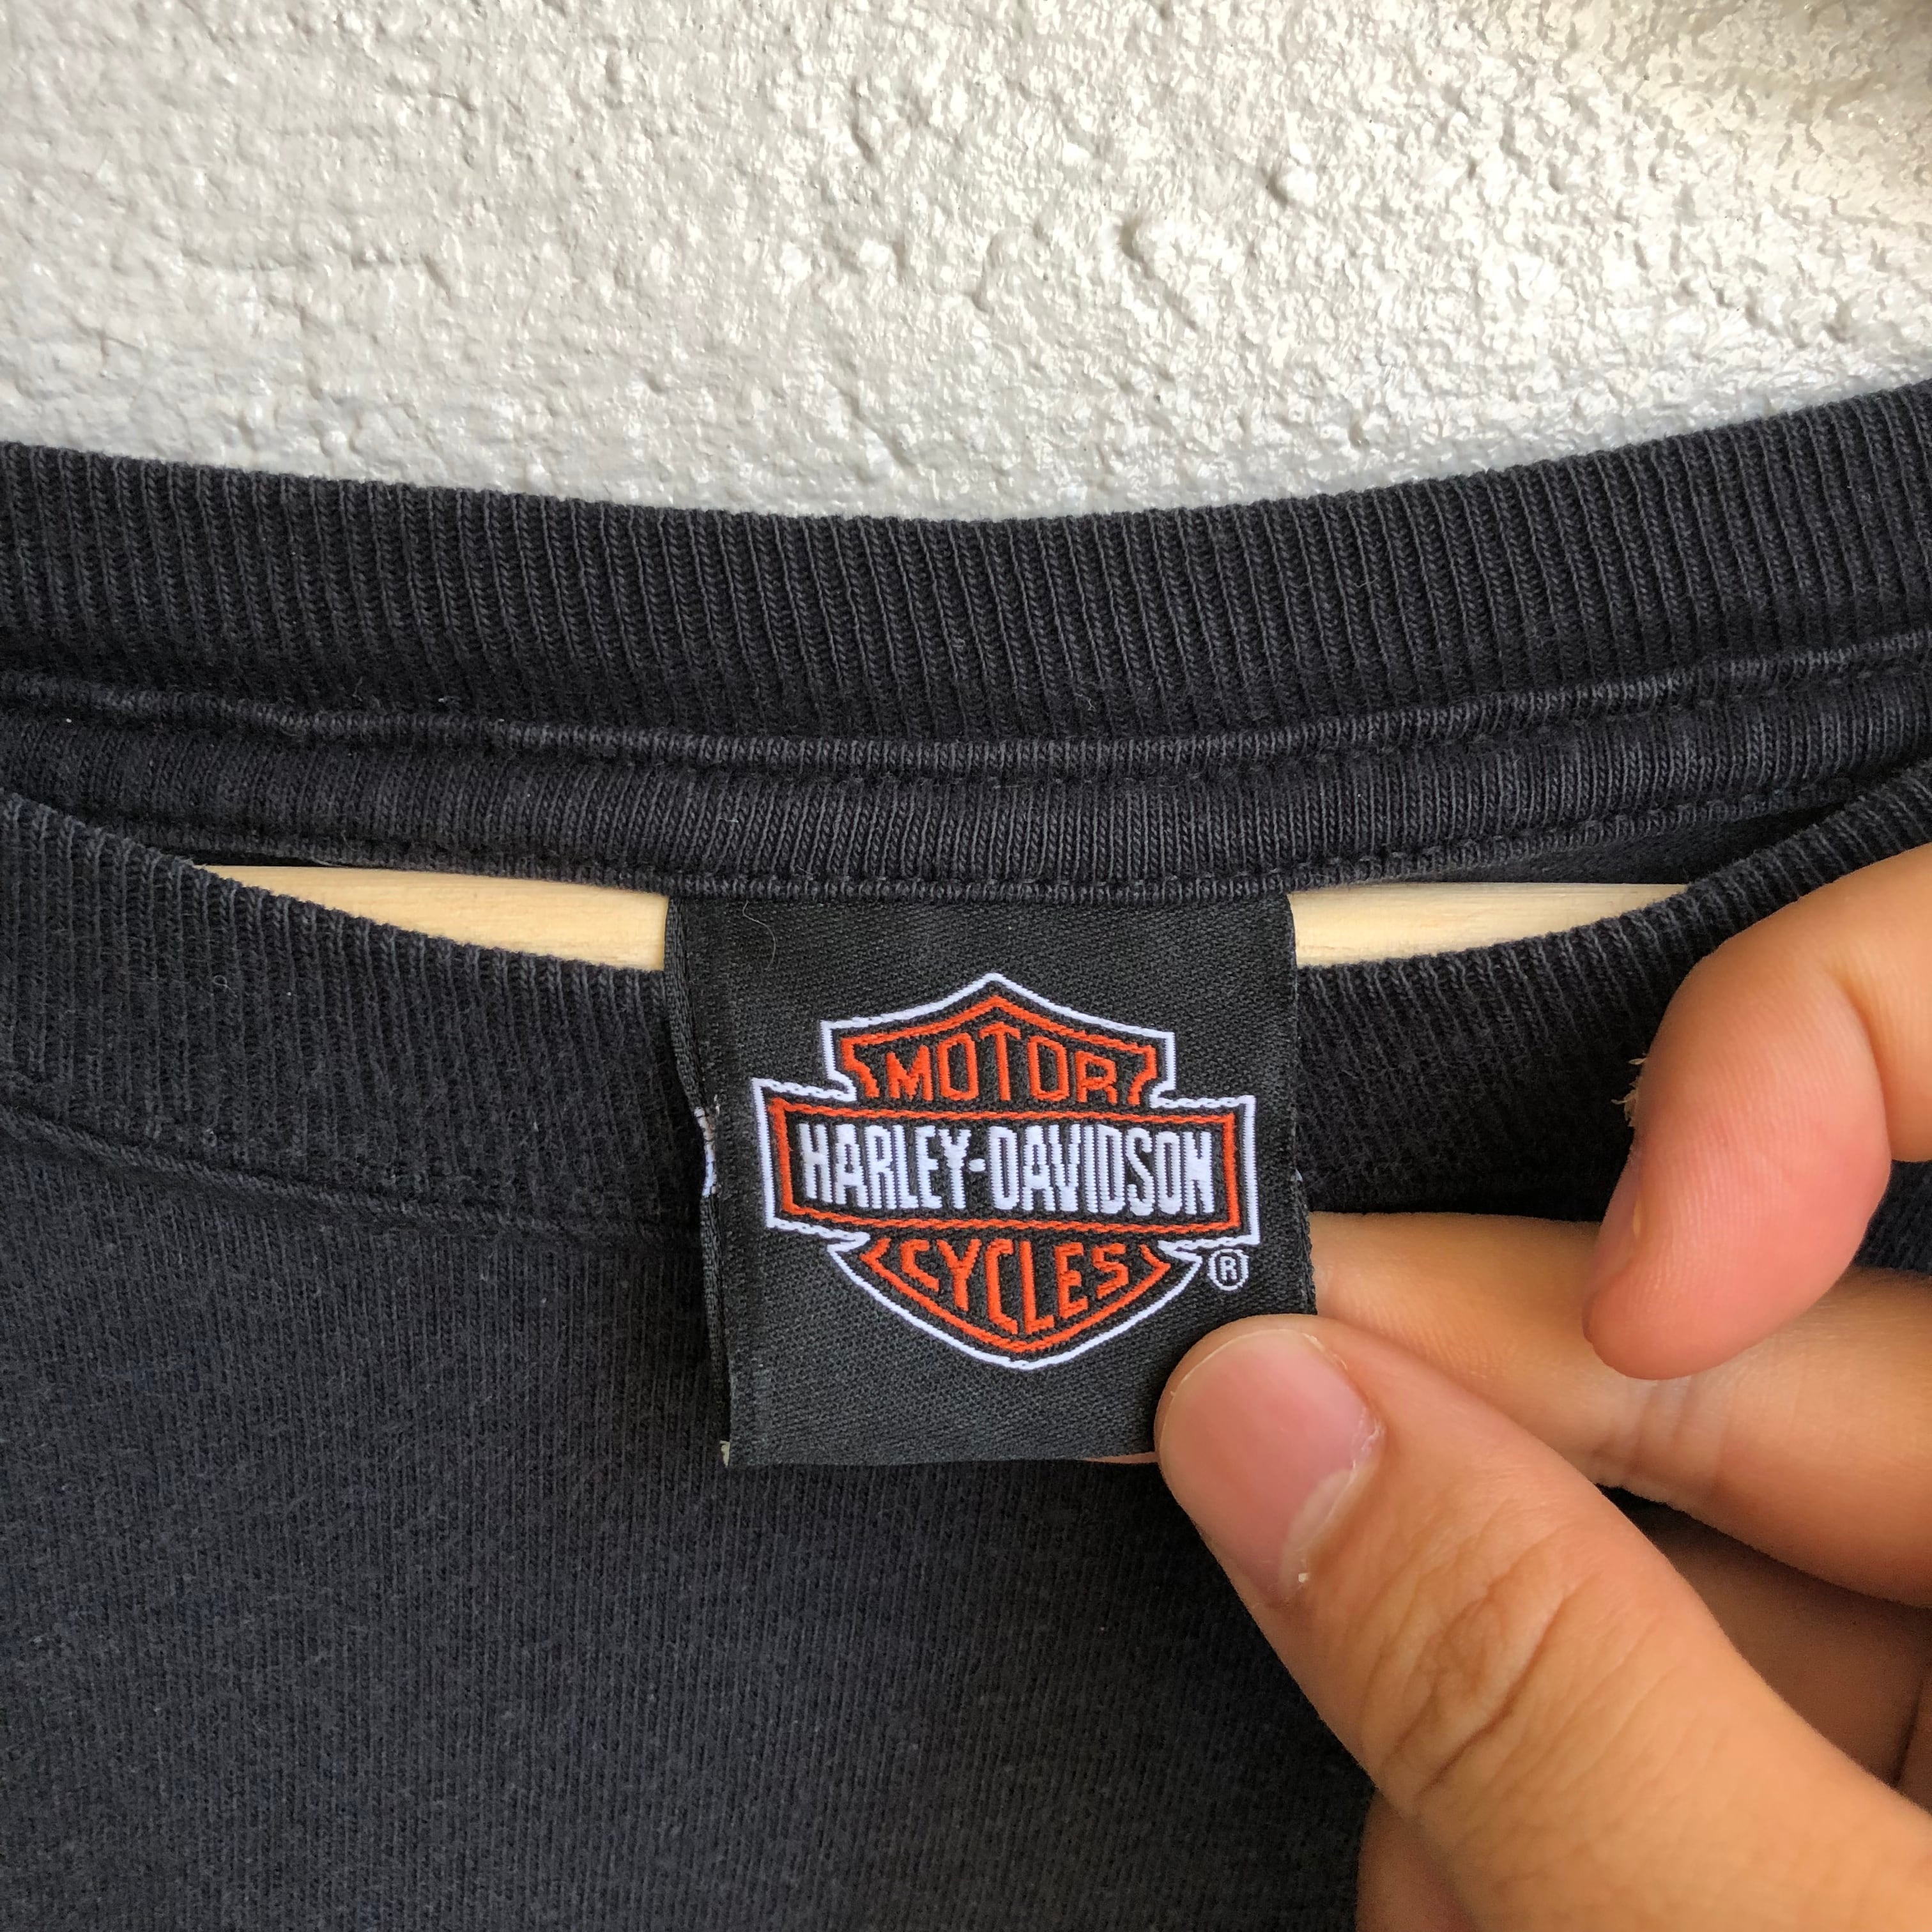 MOTOR
HARLEY-DAVIDSON
CYCLES
®